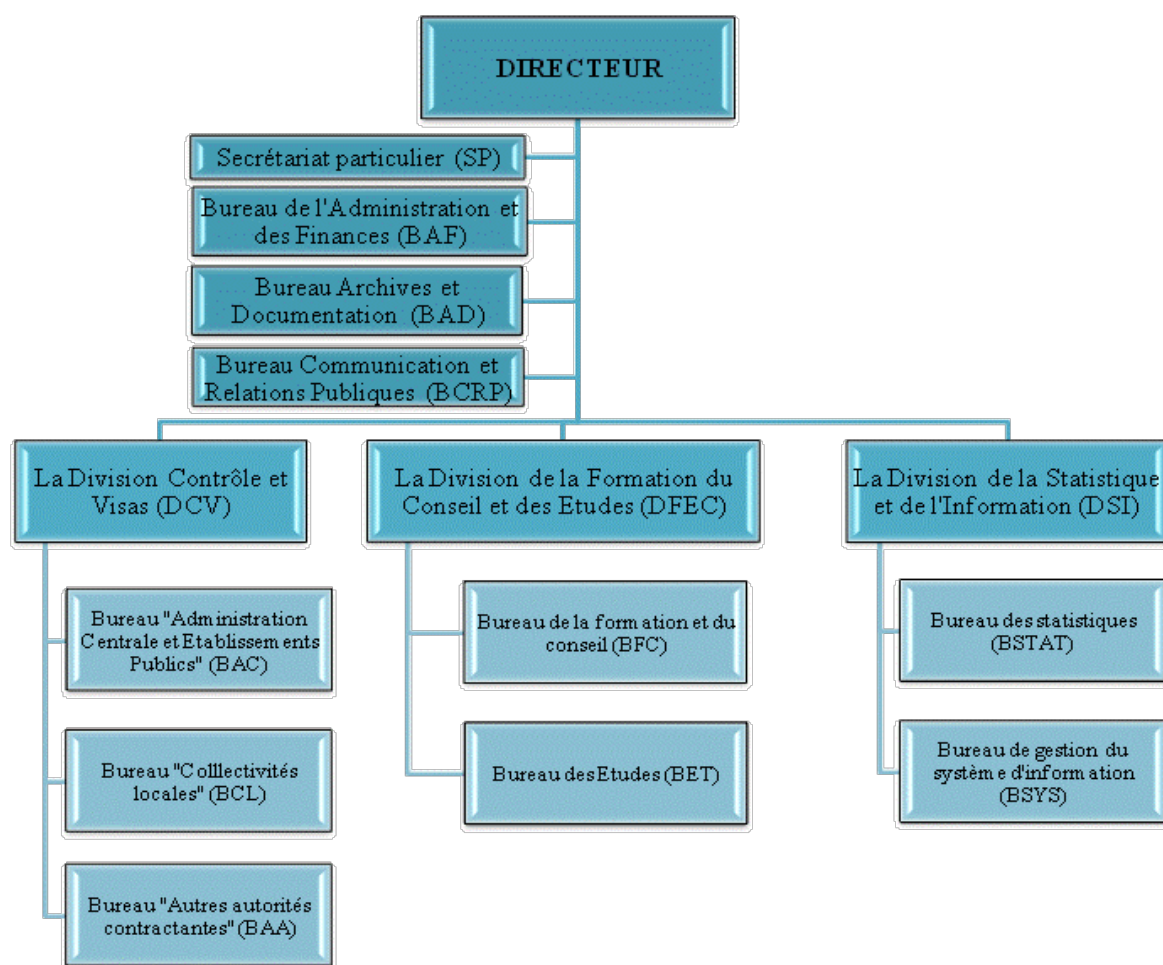 DIRECTEUR
Secrétariat particulier (SP)
Bureau de l'Administration et
des Finances (BAF)
Bureau Archives et
Documentation (BAD)
Bureau Communication et
Relations Publiques (BCRP)
La Division Contrôle et
Visas (DCV)
La Division de la Formation du
Conseil et des Etudes (DFEC)
La Division de la Statistique
et de l'Information (DSI)
Bureau "Administration
Centrale et Etablissements
Publics" (BAC)
Bureau "Colllectivités
locales" (BCL)
Bureau "Autres autorités
contractantes" (BAA)
Bureau de la formation et du
conseil (BFC)
Bureau des Etudes (BET)
Bureau des statistiques
(BSTAT)
Bureau de gestion du
système d'information
(BSYS)